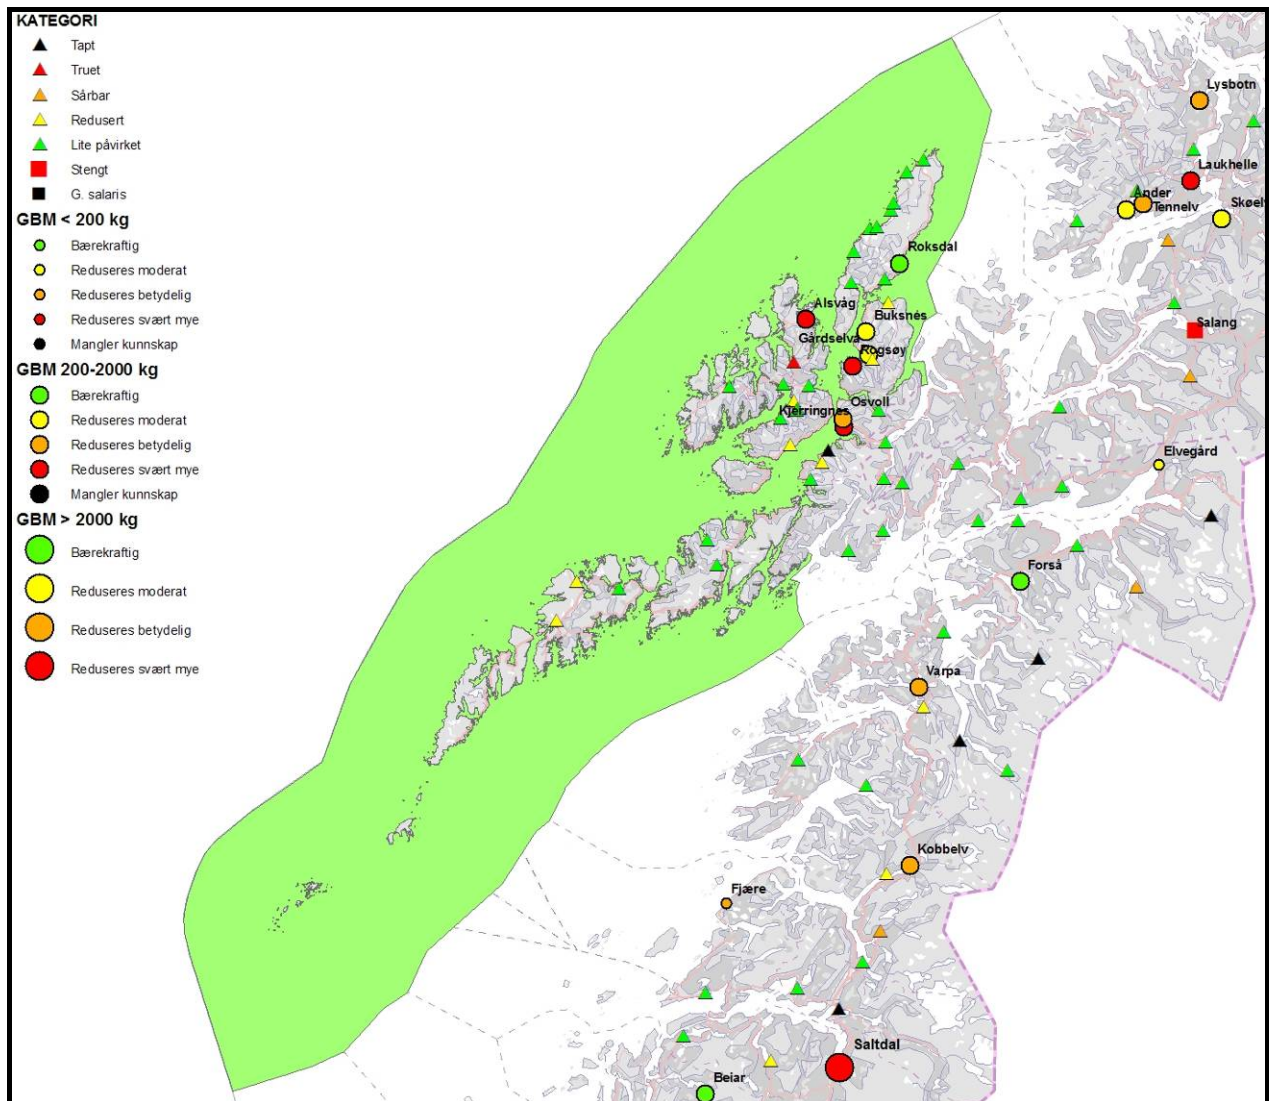 KATEGORI
Tapt
Truet
Sårbar
Redusert
Lite påvirket
Stengt
G. salaris
GBM < 200 kg
Bærekraftig
Reduseres moderat
Reduseres betydelig
Reduseres svært mye
Mangler kunnskap
GBM 200-2000 kg
Bærekraftig
Reduseres moderat
Reduseres betydelig
Reduseres svært mye
Mangler kunnskap
GBM > 2000 kg
Bærekraftig
Reduseres moderat
Reduseres betydelig
Reduseres svært mye
Lysbotn
Laukhelle
Ånder
Tennelv
Skøelv
Roksdal
Alsvåg
Buksnes
Salang
Gårdselva
Rogsøy
Osvoll
Kjerringnes
Elvegård
Forså
Varpa
Kobbelv
Fjære
Saltdal
Beiar